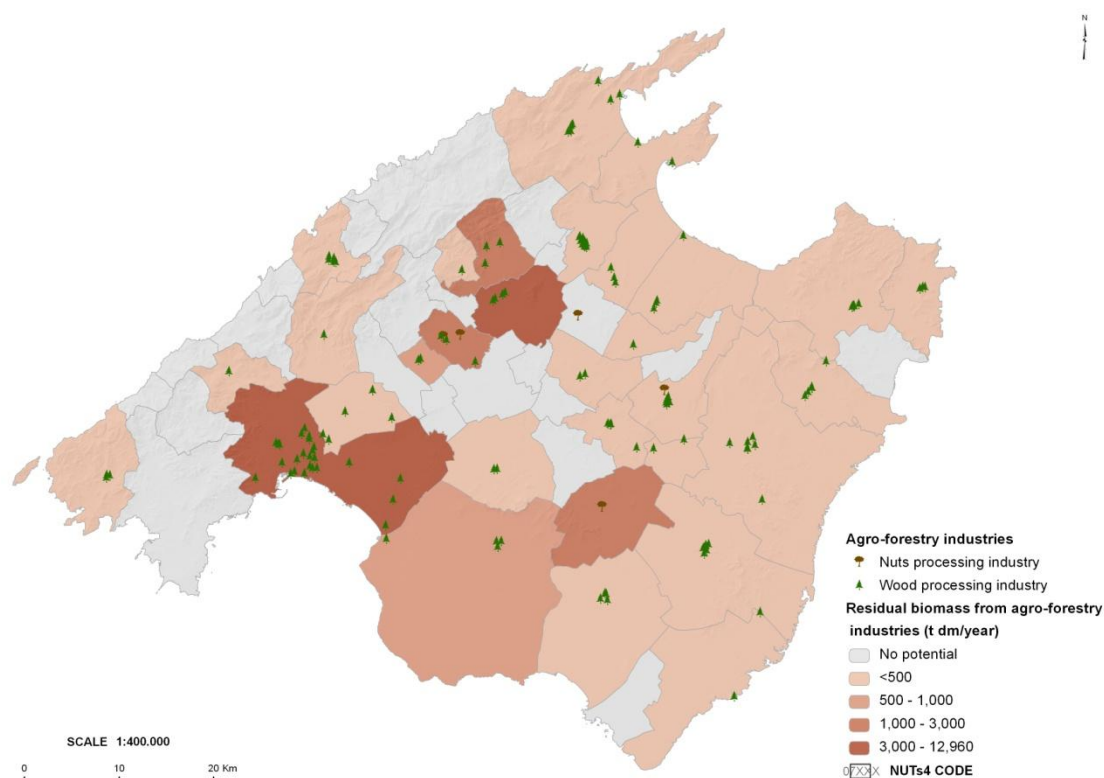 N
Agro-forestry industries
Nuts processing industry
Wood processing industry
Residual biomass from agro-forestry
industries (t dm/year)
No potential
<500
500 - 1,000
1,000 - 3,000
3,000 - 12,960
07XXX NUTs4 CODE
SCALE 1:400.000
0 10 20 Km